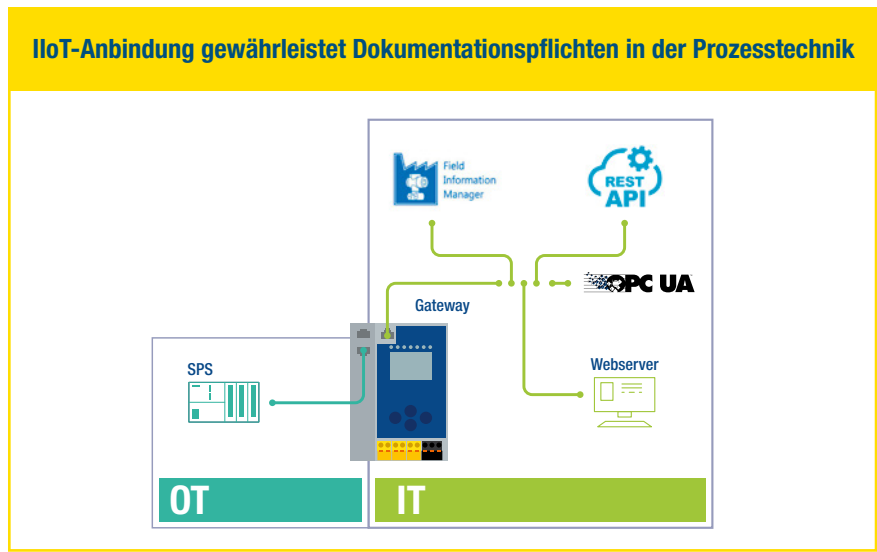 IIoT-Anbindung gewährleistet Dokumentationspflichten in der Prozesstechnik
Field
Information
Manager
REST
API
OPC UA
Gateway
SPS
Webserver
OT
IT